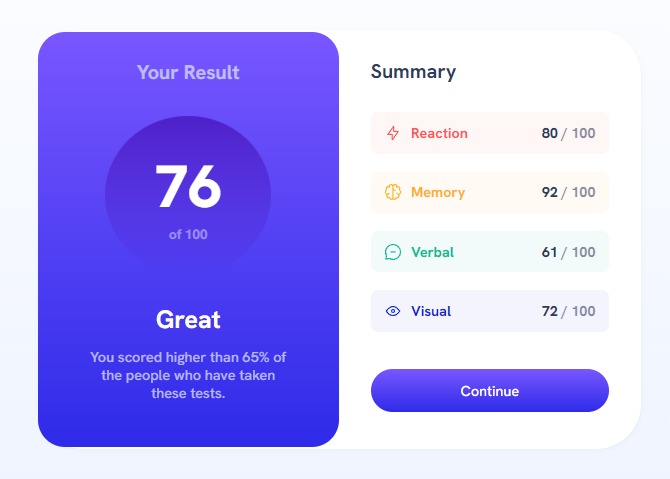 Your Result
76
of 100
Great
You scored higher than 65% of
the people who have taken
these tests.
Summary
Reaction 80 / 100
Memory 92 / 100
Verbal 61 / 100
Visual 72 / 100
Continue